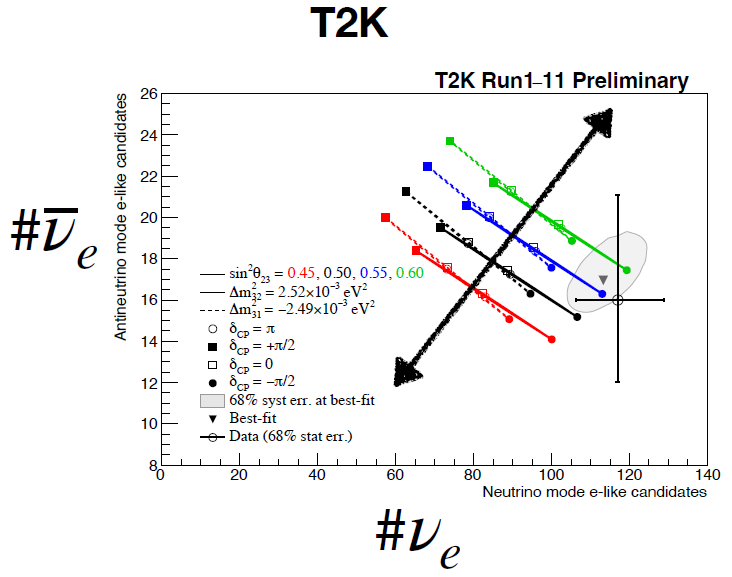 T2K
T2K Run1–11 Preliminary
Antineutrino mode e-like candidates
26
24
22
20
18
16
14
12
10
8
#ν̅ₑ
sin²θ₂₃ = 0.45, 0.50, 0.55, 0.60
Δm²₃₂ = 2.52×10⁻³ eV²
Δm²₃₁ = −2.49×10⁻³ eV²
δCP = π
δCP = +π/2
δCP = 0
δCP = −π/2
68% syst err. at best-fit
Best-fit
Data (68% stat err.)
0 20 40 60 80 100 120 140
Neutrino mode e-like candidates
#νₑ